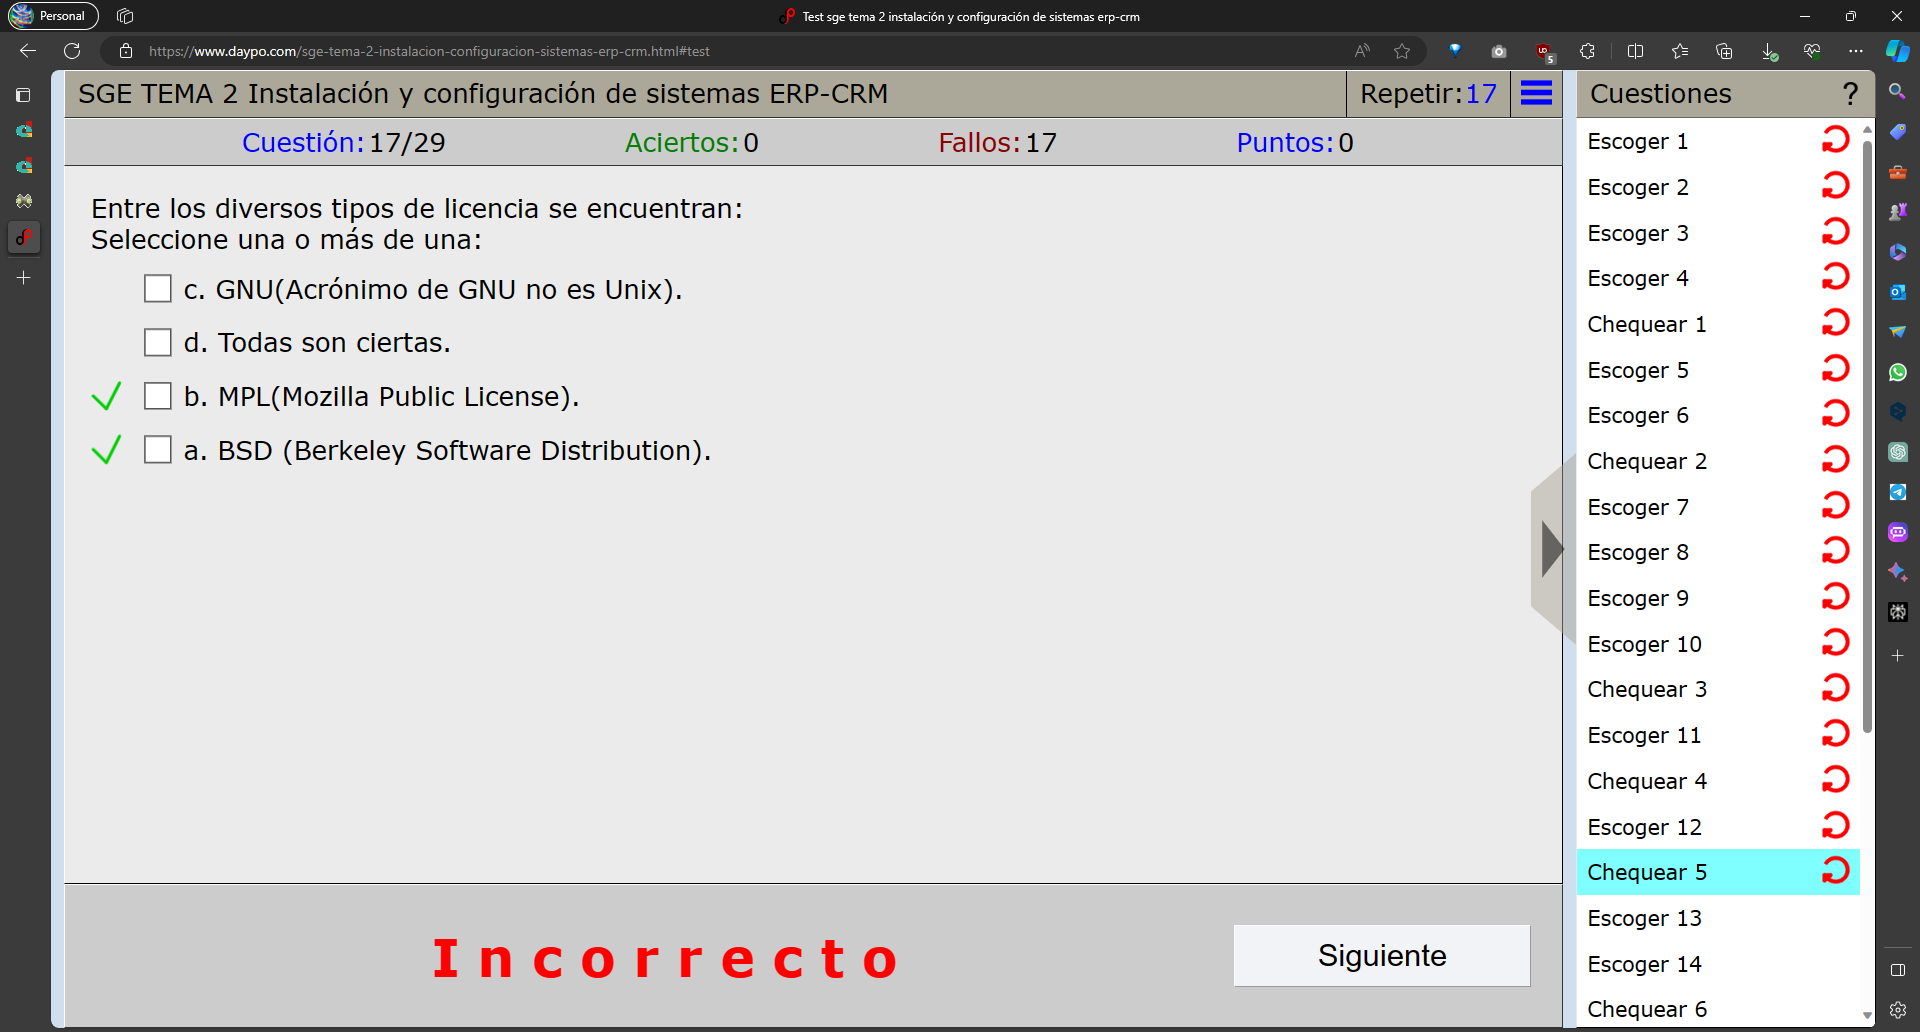 Personal
Test sge tema 2 instalación y configuración de sistemas erp-crm
https://www.daypo.com/sge-tema-2-instalacion-configuracion-sistemas-erp-crm.html#test
5
SGE TEMA 2 Instalación y configuración de sistemas ERP-CRM
Repetir:17
Cuestión:17/29
Aciertos:0
Fallos:17
Puntos:0
Entre los diversos tipos de licencia se encuentran:
Seleccione una o más de una:
c. GNU(Acrónimo de GNU no es Unix).
d. Todas son ciertas.
b. MPL(Mozilla Public License).
a. BSD (Berkeley Software Distribution).
Incorrecto
Siguiente
Cuestiones ?
Escoger 1
Escoger 2
Escoger 3
Escoger 4
Chequear 1
Escoger 5
Escoger 6
Chequear 2
Escoger 7
Escoger 8
Escoger 9
Escoger 10
Chequear 3
Escoger 11
Chequear 4
Escoger 12
Chequear 5
Escoger 13
Escoger 14
Chequear 6